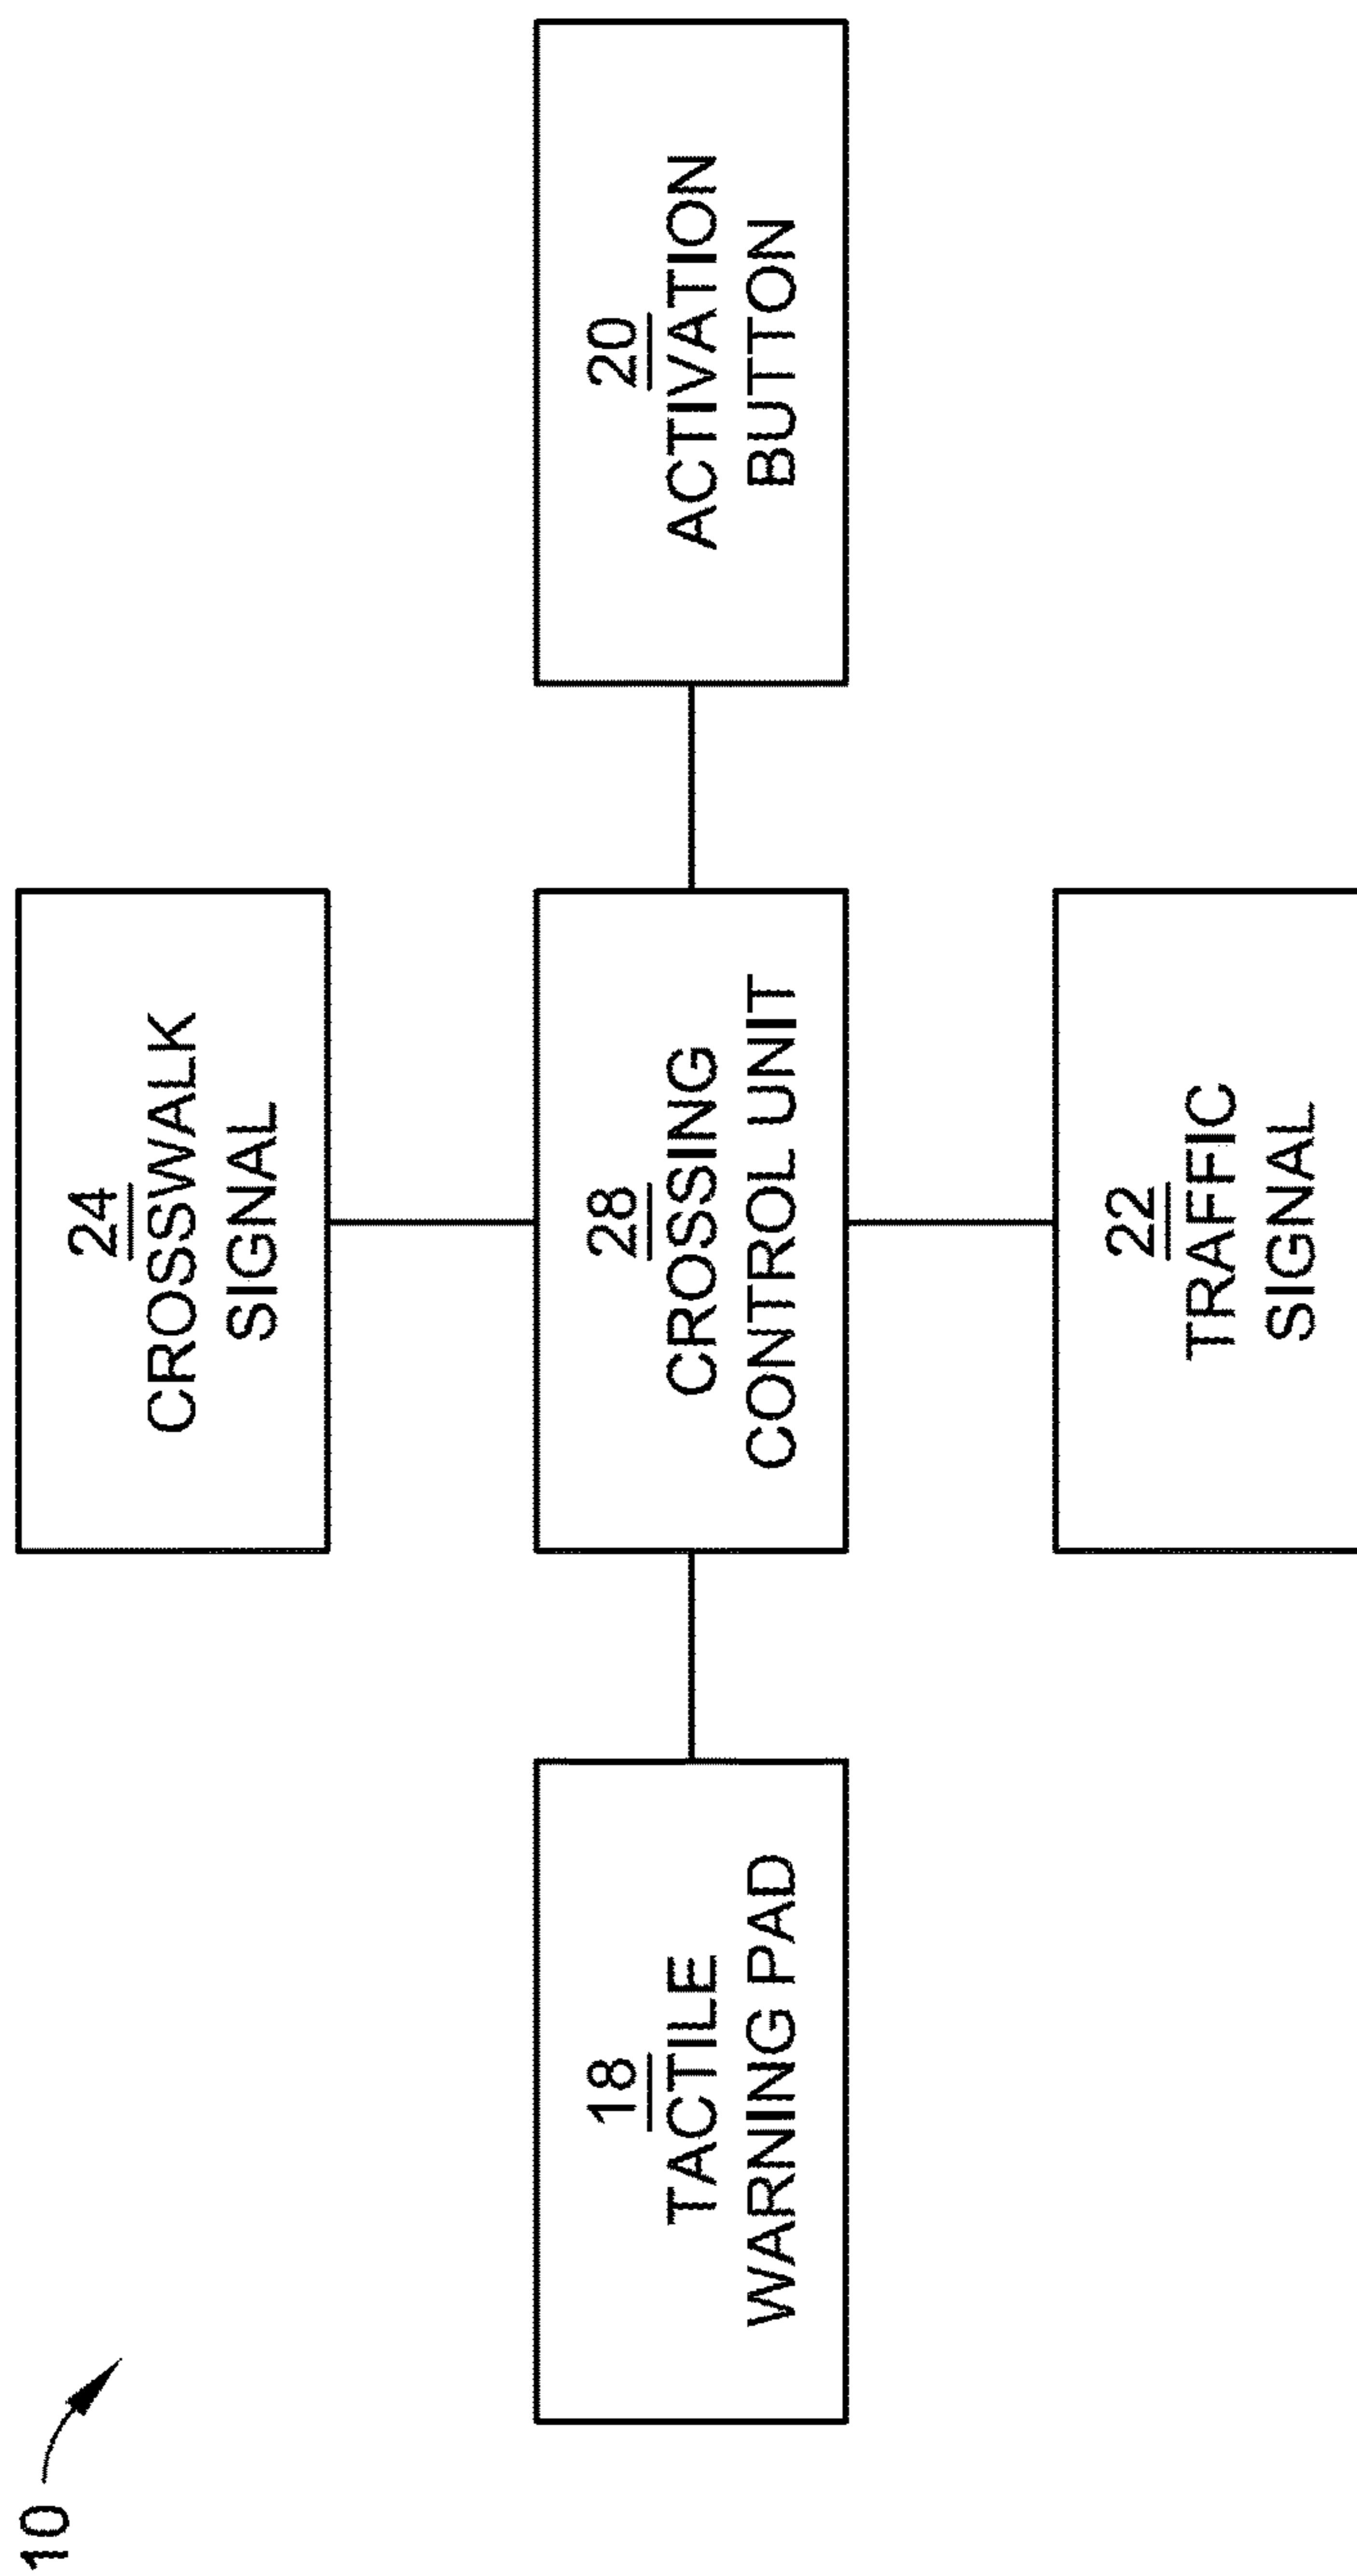 10
24
CROSSWALK
SIGNAL
18
TACTILE
WARNING PAD
28
CROSSING
CONTROL UNIT
20
ACTIVATION
BUTTON
22
TRAFFIC
SIGNAL